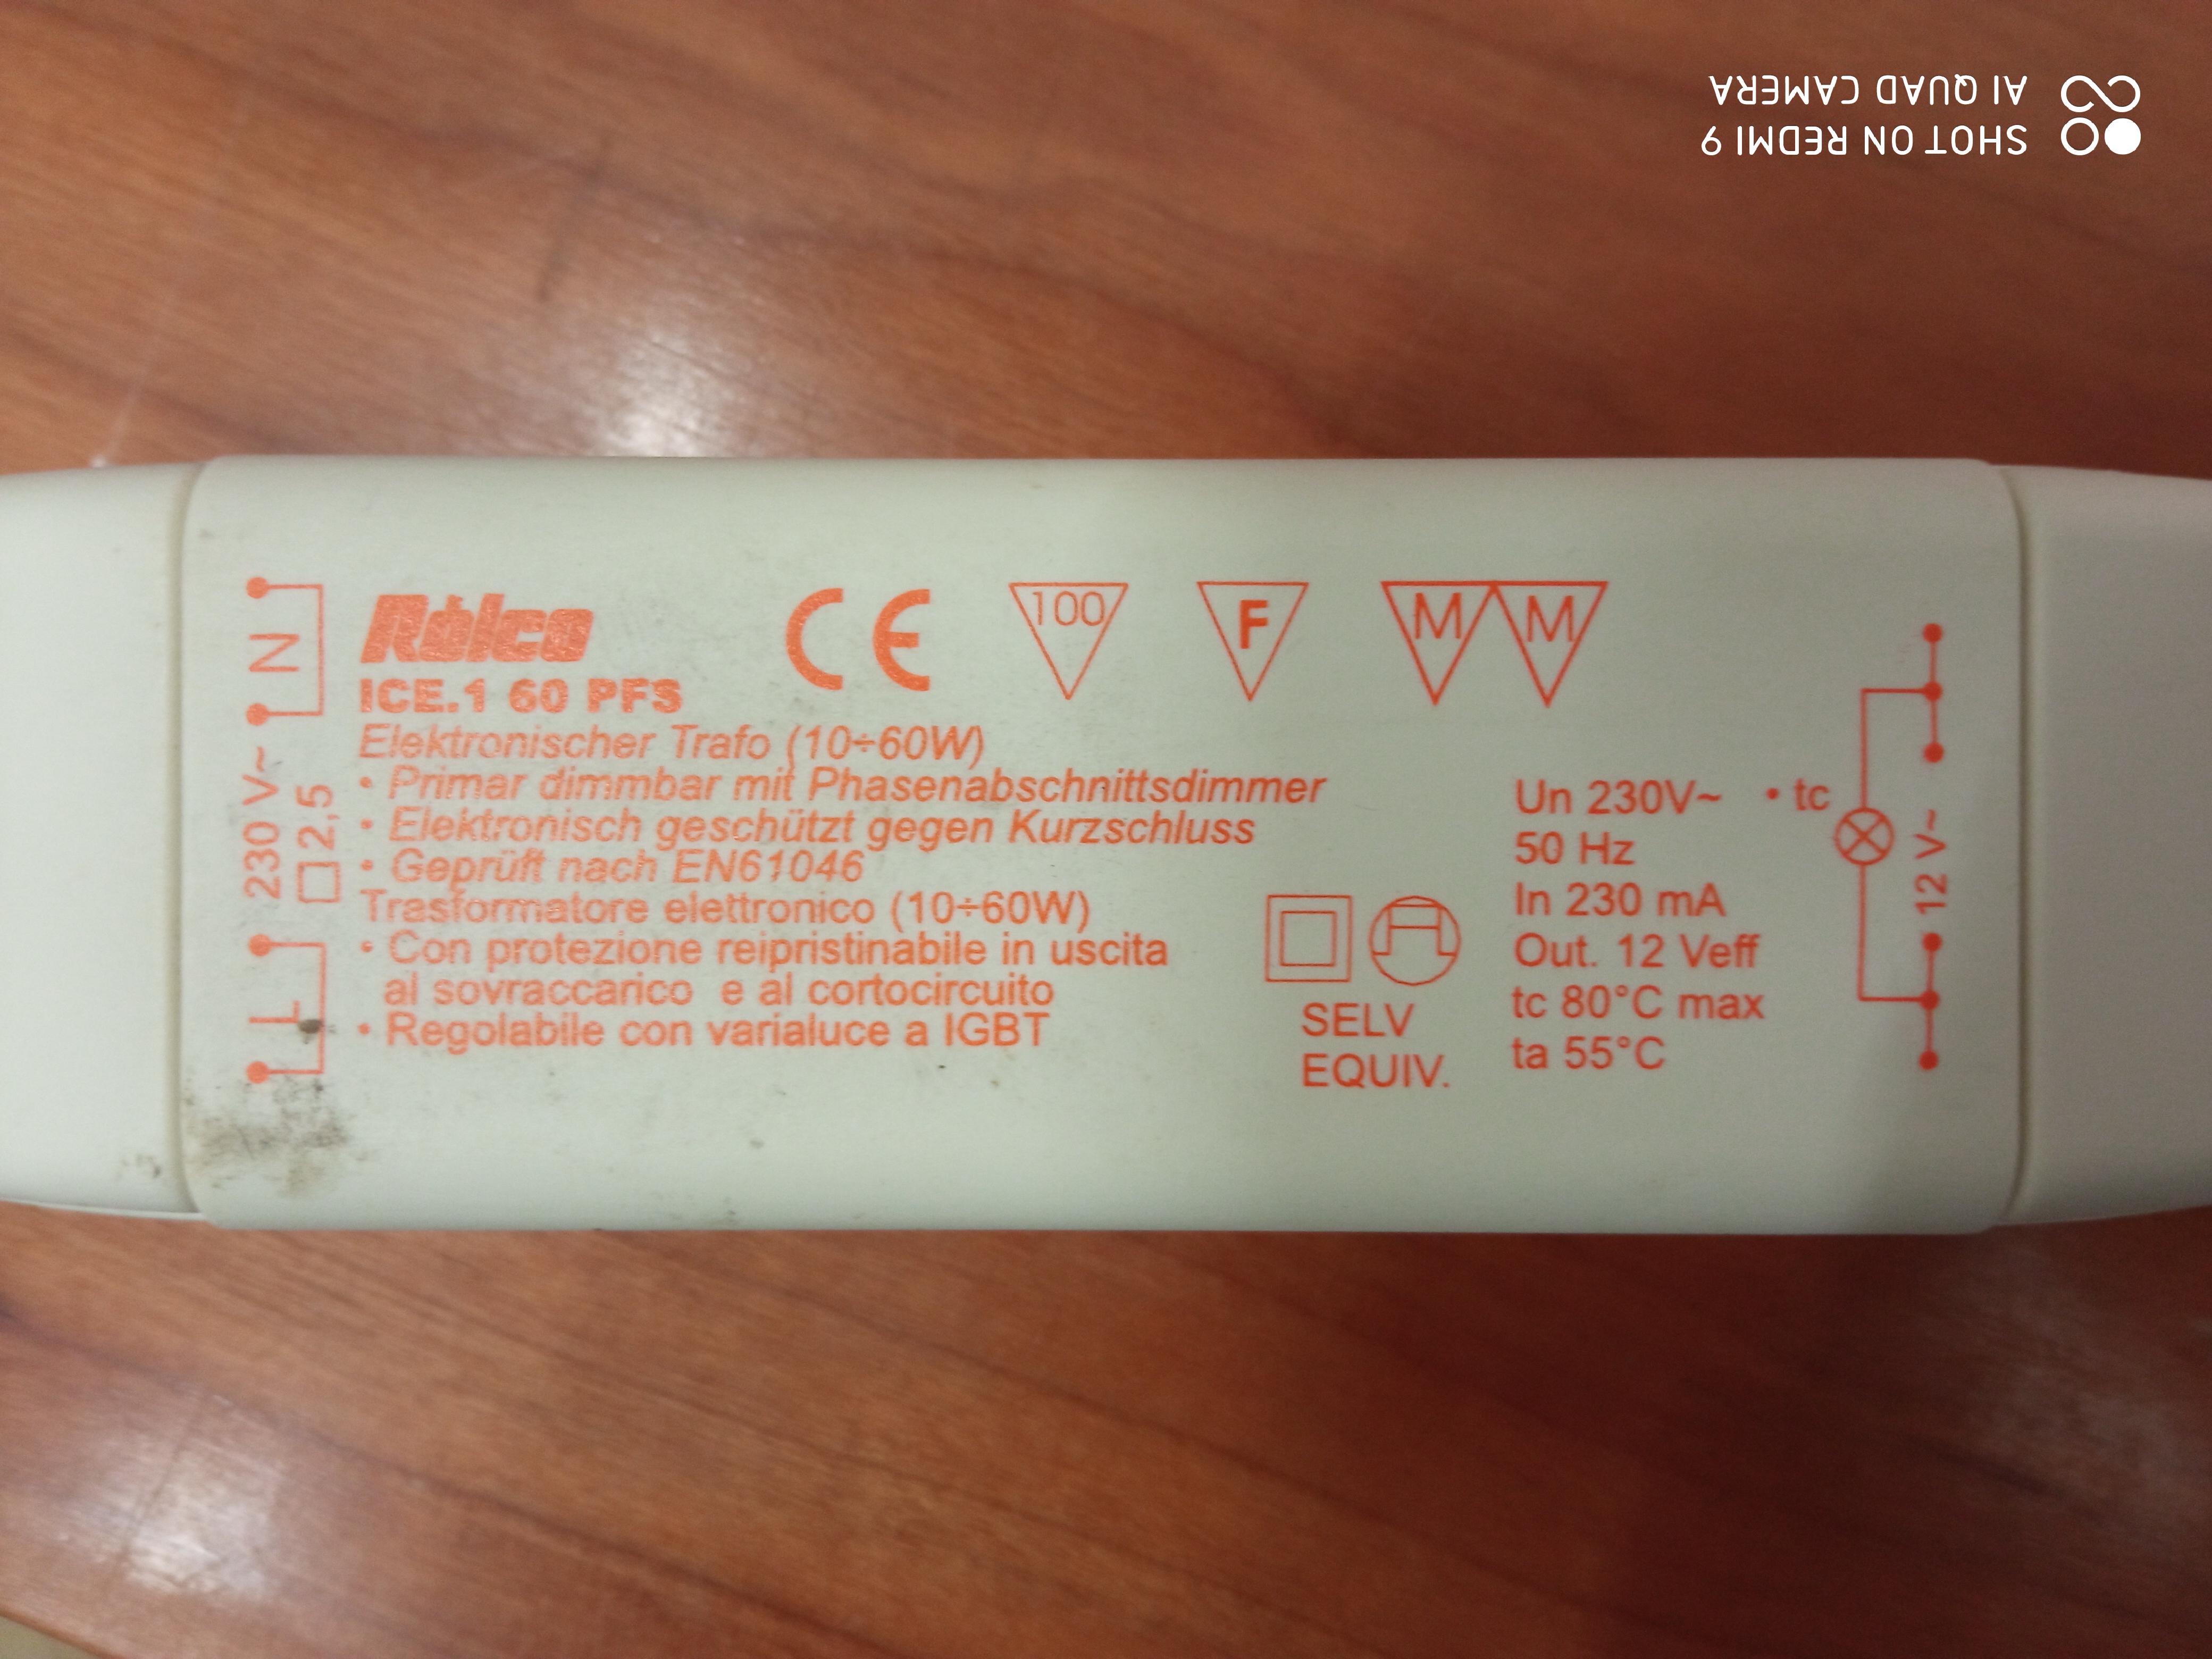 SHOT ON REDMI 9
AI QUAD CAMERA
N
230 V~
2,5
L
Rolco
ICE.1 60 PFS
CE
100
F
M M
Elektronischer Trafo (10÷60W)
• Primar dimmbar mit Phasenabschnittsdimmer
• Elektronisch geschützt gegen Kurzschluss
• Geprüft nach EN61046
Trasformatore elettronico (10÷60W)
• Con protezione reipristinabile in uscita
al sovraccarico e al cortocircuito
• Regolabile con varialuce a IGBT
SELV
EQUIV.
Un 230V~ • tc
50 Hz
In 230 mA
Out. 12 Veff
tc 80°C max
ta 55°C
12 V~